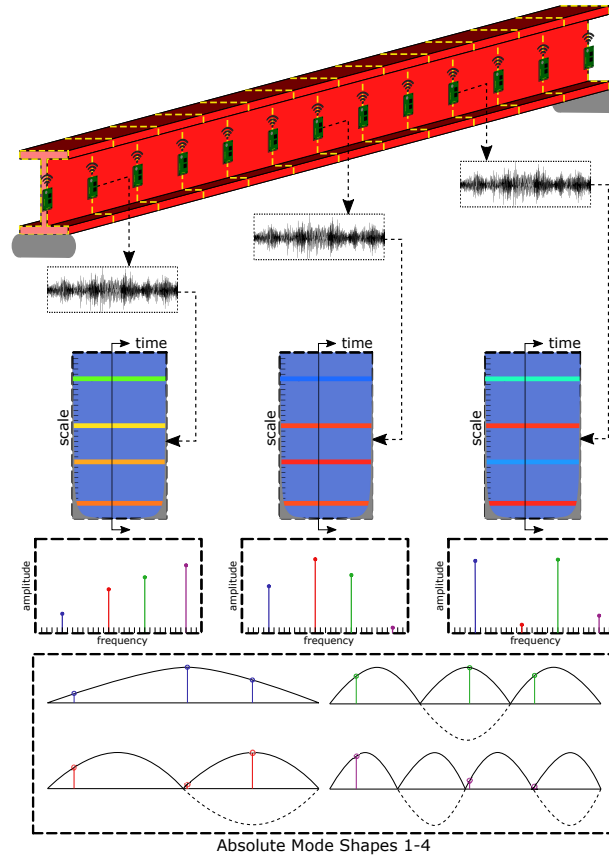 time
time
time
scale
scale
scale
amplitude
frequency
amplitude
frequency
amplitude
frequency
Absolute Mode Shapes 1-4